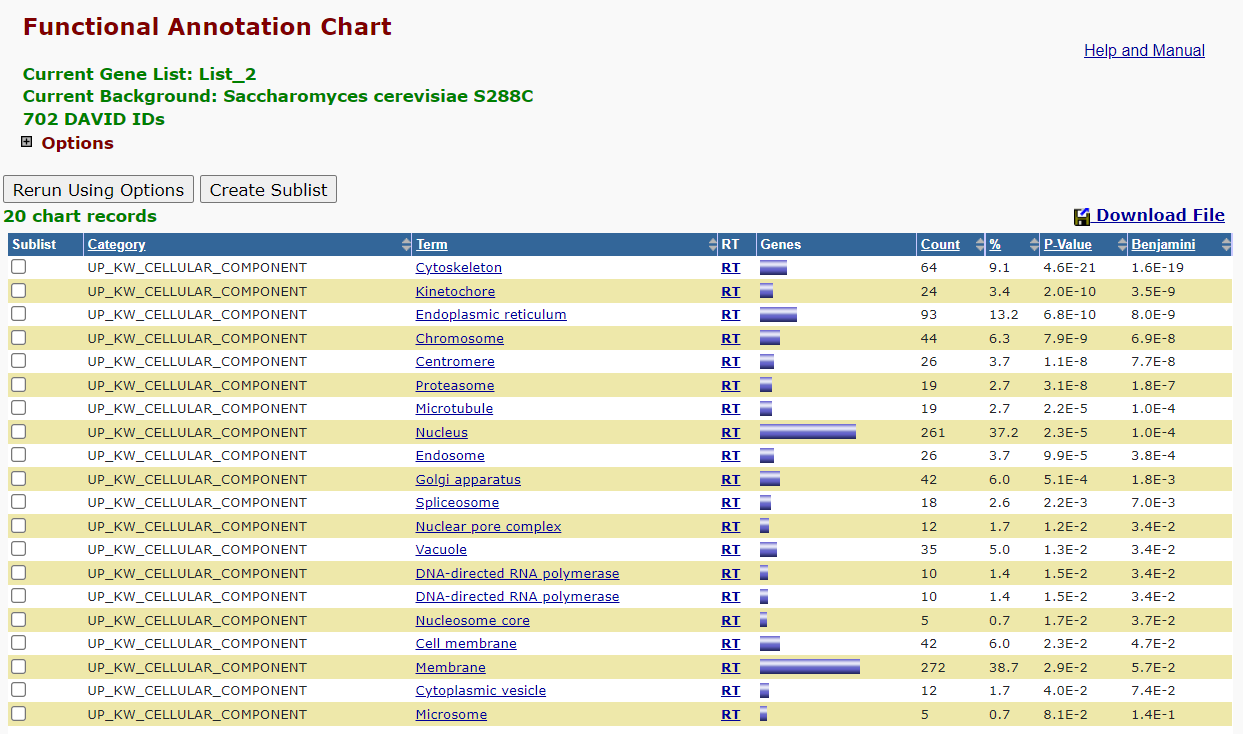 Functional Annotation Chart
Help and Manual
Current Gene List: List_2
Current Background: Saccharomyces cerevisiae S288C
702 DAVID IDs
Options
Rerun Using Options Create Sublist
20 chart records Download File
Sublist Category Term RT Genes Count % P-Value Benjamini
UP_KW_CELLULAR_COMPONENT Cytoskeleton RT 64 9.1 4.6E-21 1.6E-19
UP_KW_CELLULAR_COMPONENT Kinetochore RT 24 3.4 2.0E-10 3.5E-9
UP_KW_CELLULAR_COMPONENT Endoplasmic reticulum RT 93 13.2 6.8E-10 8.0E-9
UP_KW_CELLULAR_COMPONENT Chromosome RT 44 6.3 7.9E-9 6.9E-8
UP_KW_CELLULAR_COMPONENT Centromere RT 26 3.7 1.1E-8 7.7E-8
UP_KW_CELLULAR_COMPONENT Proteasome RT 19 2.7 3.1E-8 1.8E-7
UP_KW_CELLULAR_COMPONENT Microtubule RT 19 2.7 2.2E-5 1.0E-4
UP_KW_CELLULAR_COMPONENT Nucleus RT 261 37.2 2.3E-5 1.0E-4
UP_KW_CELLULAR_COMPONENT Endosome RT 26 3.7 9.9E-5 3.8E-4
UP_KW_CELLULAR_COMPONENT Golgi apparatus RT 42 6.0 5.1E-4 1.8E-3
UP_KW_CELLULAR_COMPONENT Spliceosome RT 18 2.6 2.2E-3 7.0E-3
UP_KW_CELLULAR_COMPONENT Nuclear pore complex RT 12 1.7 1.2E-2 3.4E-2
UP_KW_CELLULAR_COMPONENT Vacuole RT 35 5.0 1.3E-2 3.4E-2
UP_KW_CELLULAR_COMPONENT DNA-directed RNA polymerase RT 10 1.4 1.5E-2 3.4E-2
UP_KW_CELLULAR_COMPONENT DNA-directed RNA polymerase RT 10 1.4 1.5E-2 3.4E-2
UP_KW_CELLULAR_COMPONENT Nucleosome core RT 5 0.7 1.7E-2 3.7E-2
UP_KW_CELLULAR_COMPONENT Cell membrane RT 42 6.0 2.3E-2 4.7E-2
UP_KW_CELLULAR_COMPONENT Membrane RT 272 38.7 2.9E-2 5.7E-2
UP_KW_CELLULAR_COMPONENT Cytoplasmic vesicle RT 12 1.7 4.0E-2 7.4E-2
UP_KW_CELLULAR_COMPONENT Microsome RT 5 0.7 8.1E-2 1.4E-1